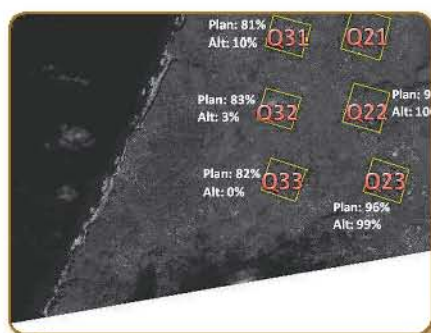 Plan: 81%
Alt: 10%
Q31
Q21
Plan: 83%
Alt: 3%
Q32
Q22
Plan: 82%
Alt: 0%
Q33
Q23
Plan: 96%
Alt: 99%